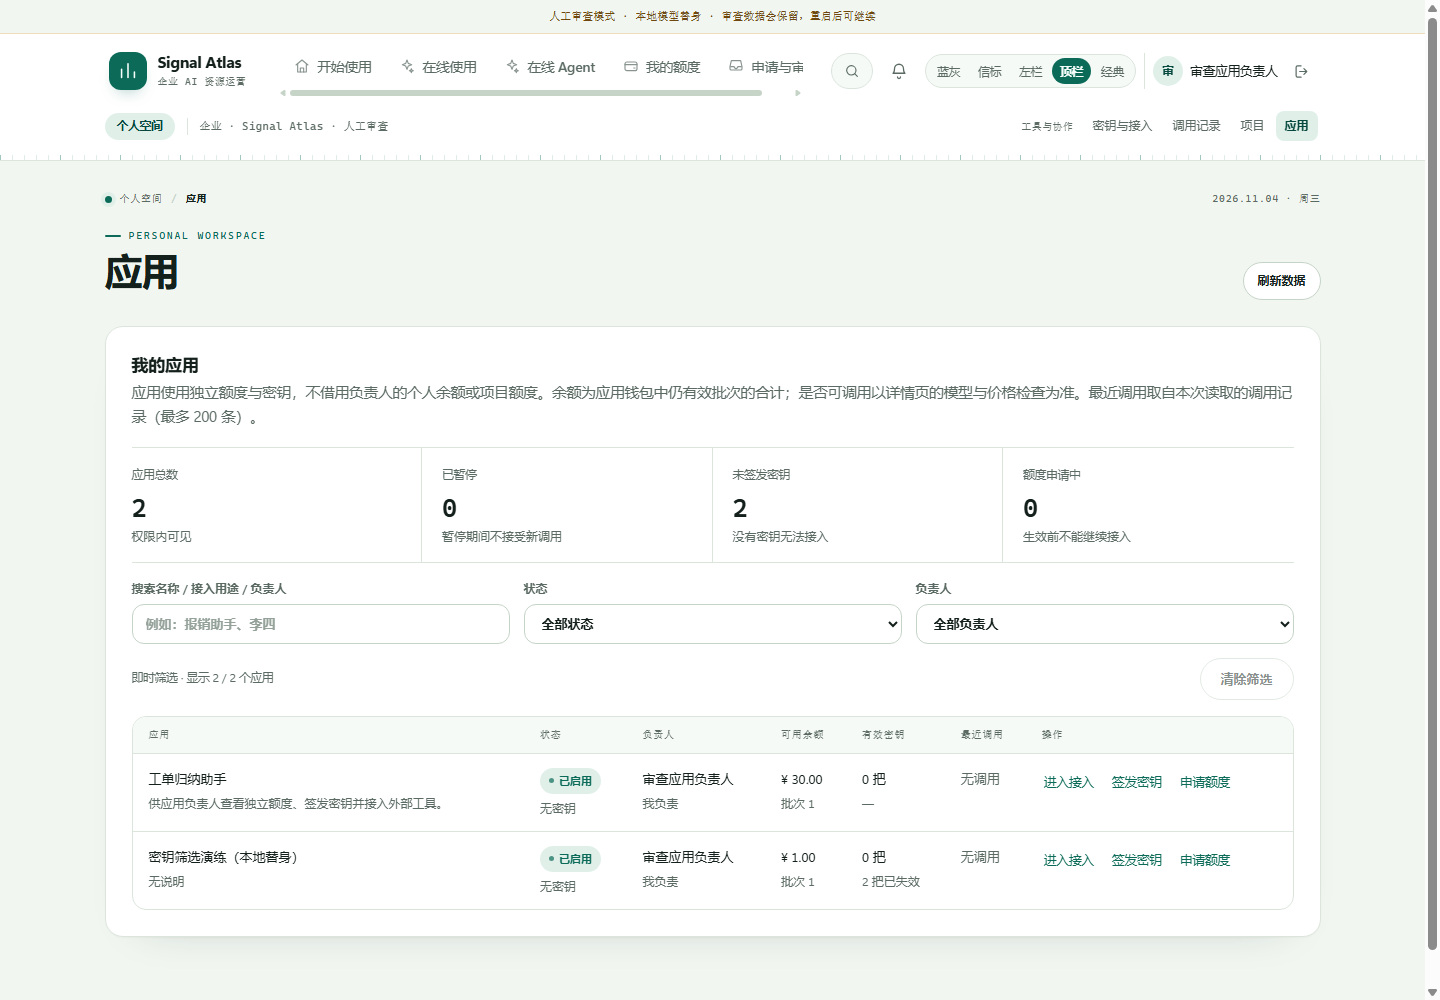 人工审查模式 · 本地模型替身 · 审查数据会保留，重启后可继续
Signal Atlas
企业 AI 资源运营
开始使用
在线使用
在线 Agent
我的额度
申请与审
蓝灰
信标
左栏
顶栏
经典
审
审查应用负责人
个人空间
企业 · Signal Atlas · 人工审查
工具与协作
密钥与接入
调用记录
项目
应用
个人空间 / 应用
2026.11.04 · 周三
PERSONAL WORKSPACE
应用
刷新数据
我的应用
应用使用独立额度与密钥，不借用负责人的个人余额或项目额度。余额为应用钱包中仍有效批次的合计；是否可调用以详情页的模型与价格检查为准。最近调用取自本次读取的调用记
录（最多 200 条）。
应用总数
2
权限内可见
已暂停
0
暂停期间不接受新调用
未签发密钥
2
没有密钥无法接入
额度申请中
0
生效前不能继续接入
搜索名称 / 接入用途 / 负责人
例如：报销助手、李四
状态
全部状态
负责人
全部负责人
即时筛选 · 显示 2 / 2 个应用
清除筛选
应用 状态 负责人 可用余额 有效密钥 最近调用 操作
工单归纳助手
供应用负责人查看独立额度、签发密钥并接入外部工具。
已启用
无密钥
审查应用负责人
我负责
¥ 30.00
批次 1
0 把
—
无调用
进入接入 签发密钥 申请额度
密钥筛选演练（本地替身）
无说明
已启用
无密钥
审查应用负责人
我负责
¥ 1.00
批次 1
0 把
2 把已失效
无调用
进入接入 签发密钥 申请额度